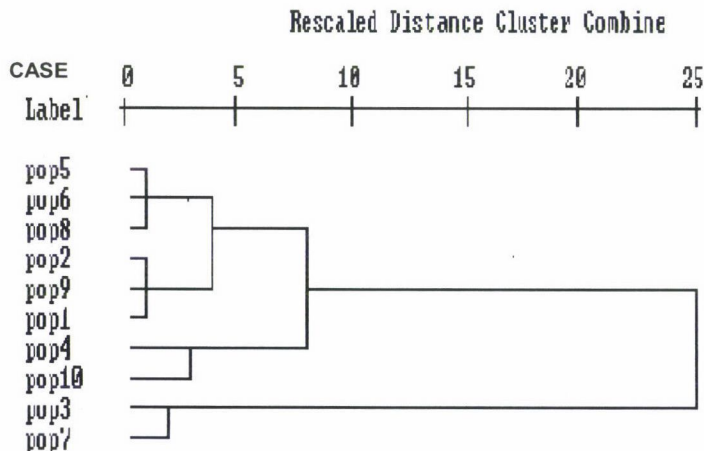 Rescaled Distance Cluster Combine
CASE 0 5 10 15 20 25
Label
pop5
pop6
pop8
pop2
pop9
pop1
pop4
pop10
pop3
pop7